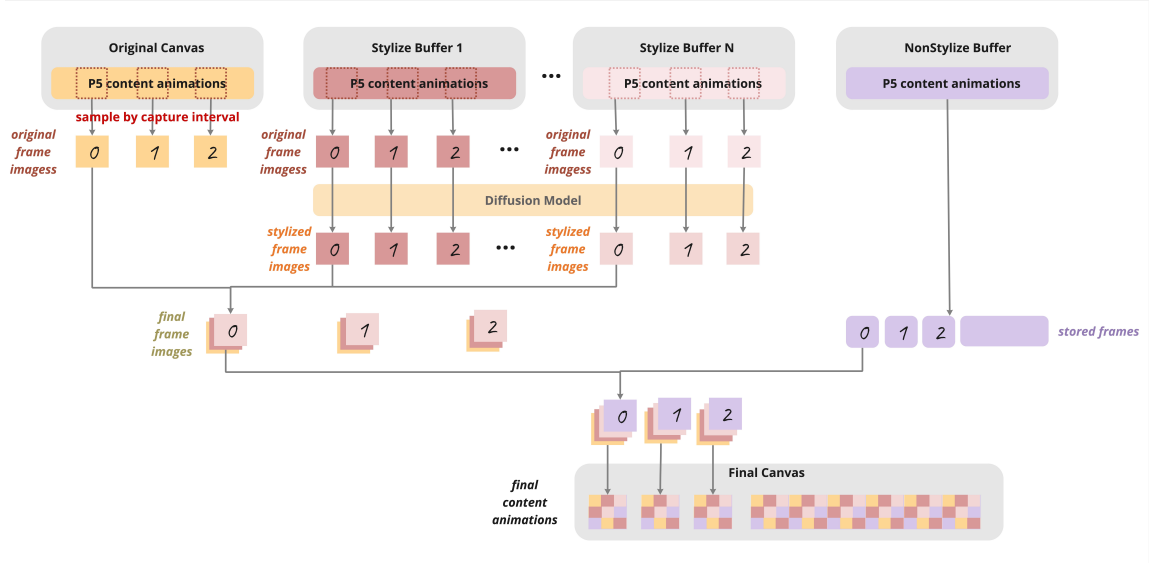 Original Canvas
Stylize Buffer 1
Stylize Buffer N
NonStylize Buffer
P5 content animations
P5 content animations
...
P5 content animations
P5 content animations
sample by capture interval
original
frame
imagess
0
1
2
original
frame
imagess
0
1
2
...
original
frame
imagess
0
1
2
Diffusion Model
stylized
frame
images
0
1
2
...
stylized
frame
images
0
1
2
final
frame
images
0
1
2
0
1
2
stored frames
0
1
2
Final Canvas
final
content
animations